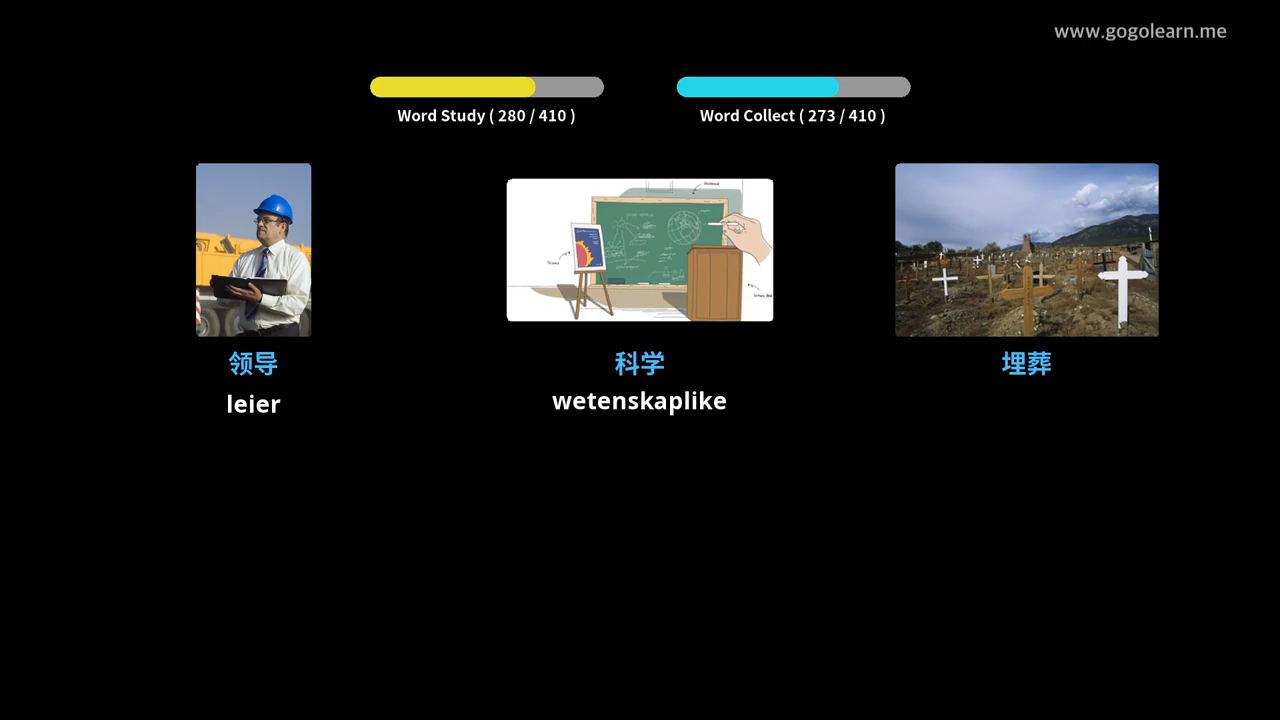 www.gogolearn.me
Word Study ( 280 / 410 )
Word Collect ( 273 / 410 )
领导
科学
埋葬
leier
wetenskaplike